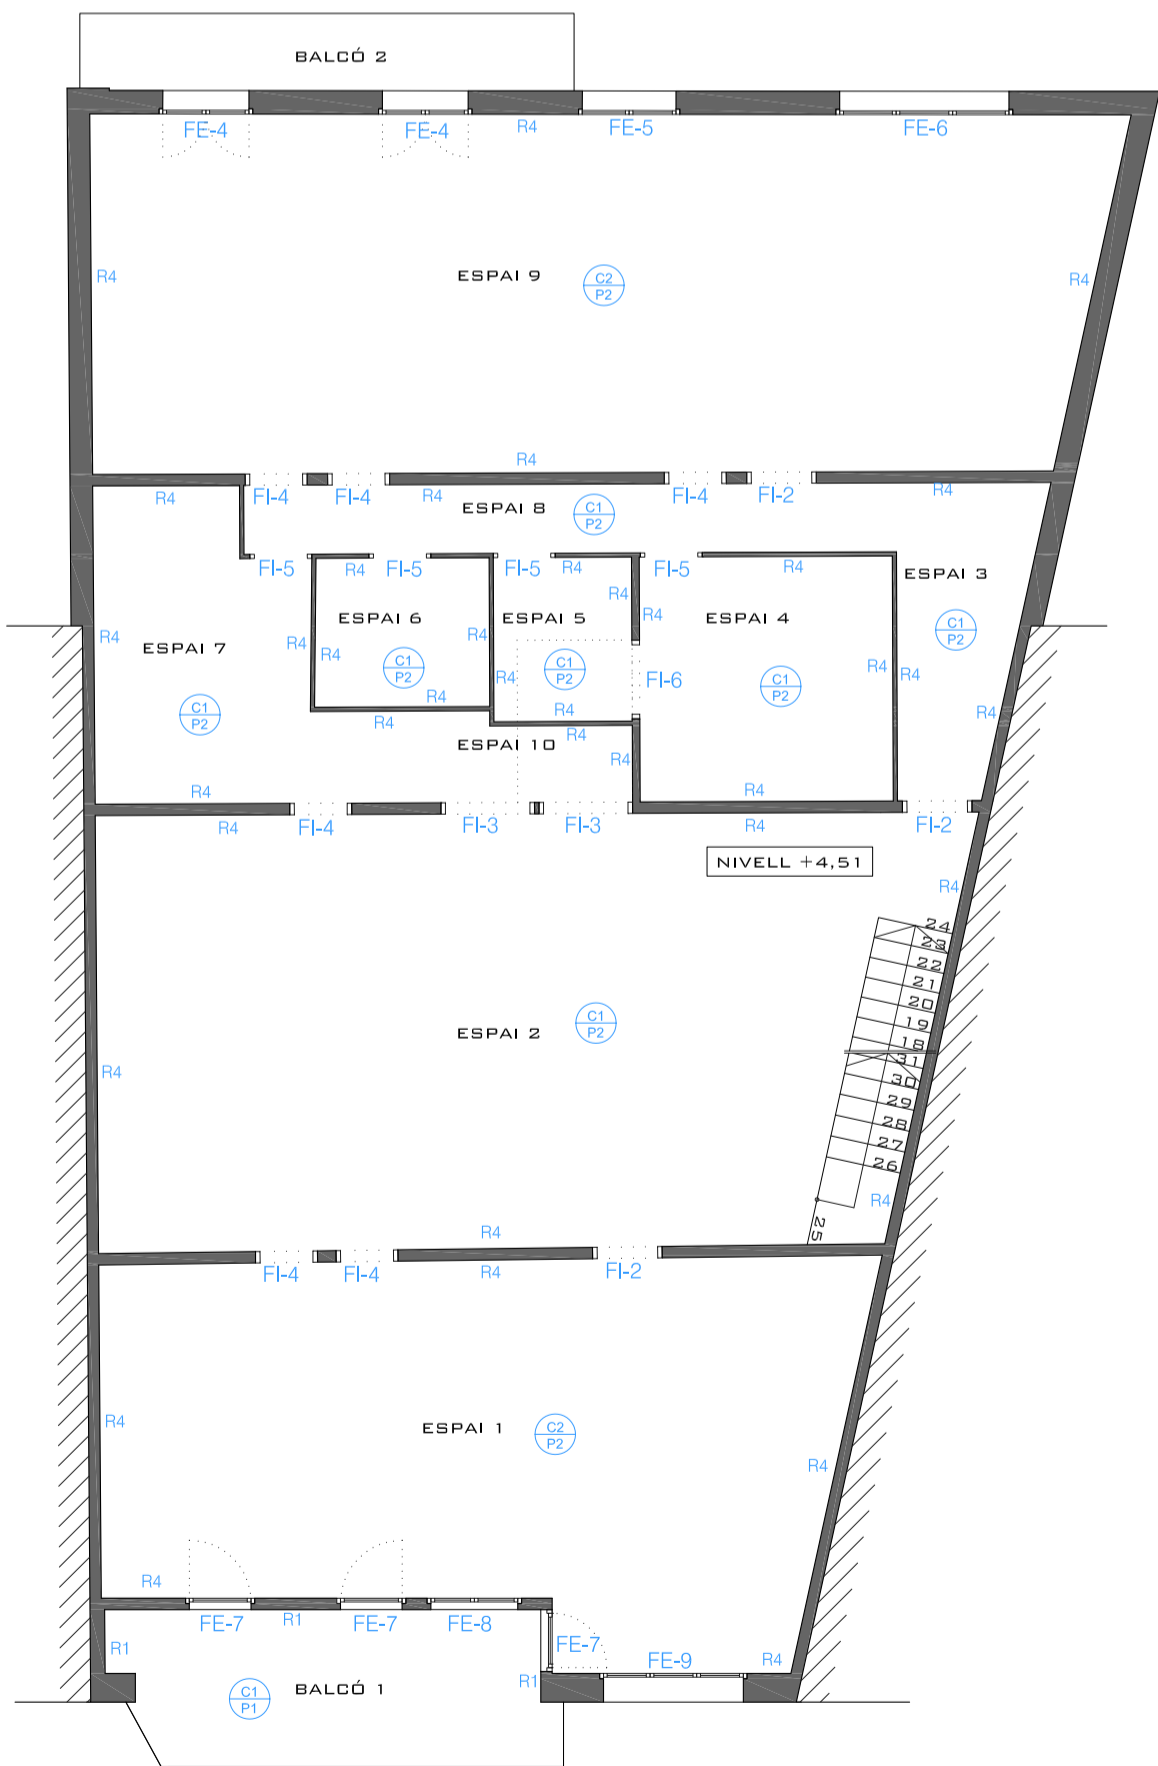 BALCÓ 2
FE-4
FE-4
R4
FE-5
FE-6
R4
ESPAI 9
C2
P2
R4
R4
R4
FI-4
FI-4
R4
ESPAI 8
C1
P2
FI-4
FI-2
R4
FI-5
R4
FI-5
FI-5
R4
FI-5
R4
ESPAI 3
R4
ESPAI 7
R4
ESPAI 6
R4
ESPAI 5
R4
R4
ESPAI 4
C1
P2
R4
R4
C1
P2
R4
R4
C1
P2
FI-6
C1
P2
R4
R4
C1
P2
R4
R4
R4
R4
ESPAI 10
R4
R4
R4
R4
R4
FI-4
FI-3
FI-3
R4
FI-2
NIVELL +4,51
R4
24
23
22
21
20
19
18
31
30
29
28
27
26
25
ESPAI 2
C1
P2
R4
R4
R4
FI-4
FI-4
R4
FI-2
R4
ESPAI 1
C2
P2
R4
R4
FE-7
R1
FE-7
FE-8
FE-7
R1
FE-9
R4
R1
BALCÓ 1
C1
P1